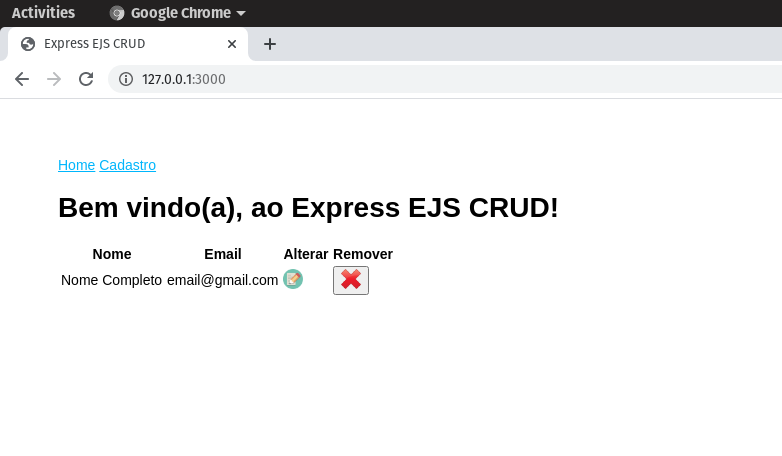 Activities Google Chrome
Express EJS CRUD
127.0.0.1:3000
Home Cadastro
Bem vindo(a), ao Express EJS CRUD!
Nome Email Alterar Remover
Nome Completo email@gmail.com